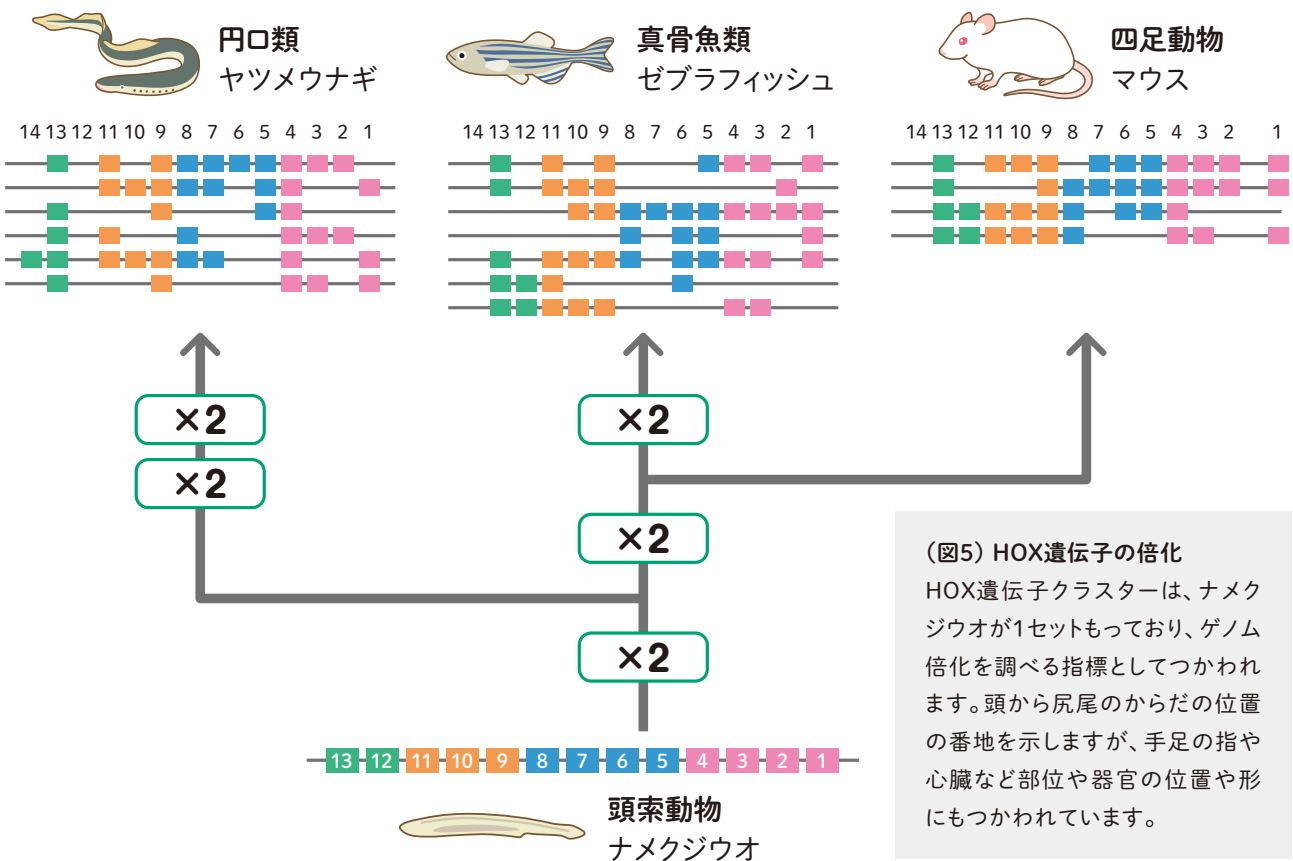 円口類
ヤツメウナギ
真骨魚類
ゼブラフィッシュ
四足動物
マウス
14 13 12 11 10 9 8 7 6 5 4 3 2 1
14 13 12 11 10 9 8 7 6 5 4 3 2 1
14 13 12 11 10 9 8 7 6 5 4 3 2 1
×2
×2
×2
×2
×2
13 12 11 10 9 8 7 6 5 4 3 2 1
頭索動物
ナメクジウオ
（図5）HOX遺伝子の倍化
HOX遺伝子クラスターは、ナメク
ジウオが1セットもっており、ゲノム
倍化を調べる指標としてつかわれ
ます。頭から尻尾のからだの位置
の番地を示しますが、手足の指や
心臓など部位や器官の位置や形
にもつかわれています。